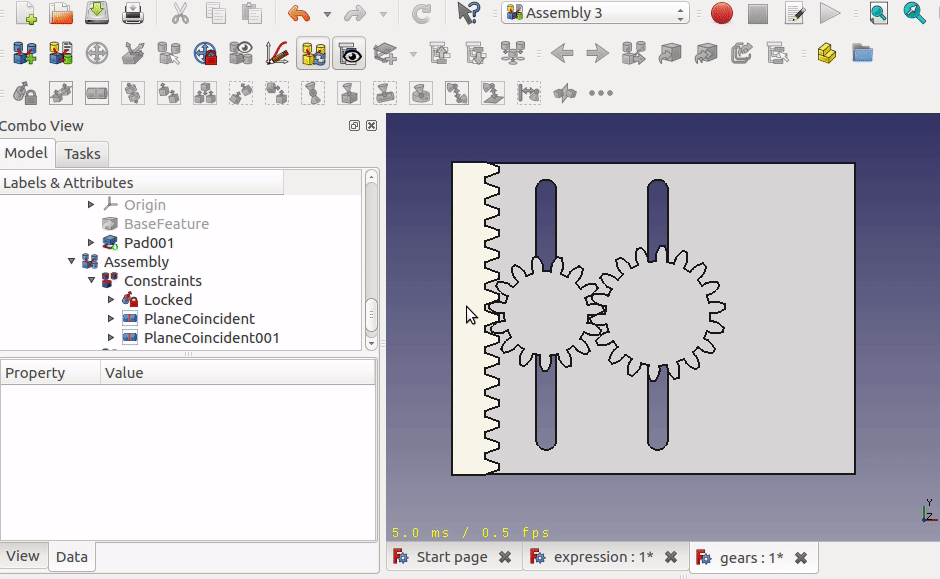 Assembly 3
Combo View
Model Tasks
Labels & Attributes
Origin
BaseFeature
Pad001
Assembly
Constraints
Locked
PlaneCoincident
PlaneCoincident001
Property Value
View Data
5.0 ms / 0.5 fps
Y
Z
Start page expression : 1* gears : 1*